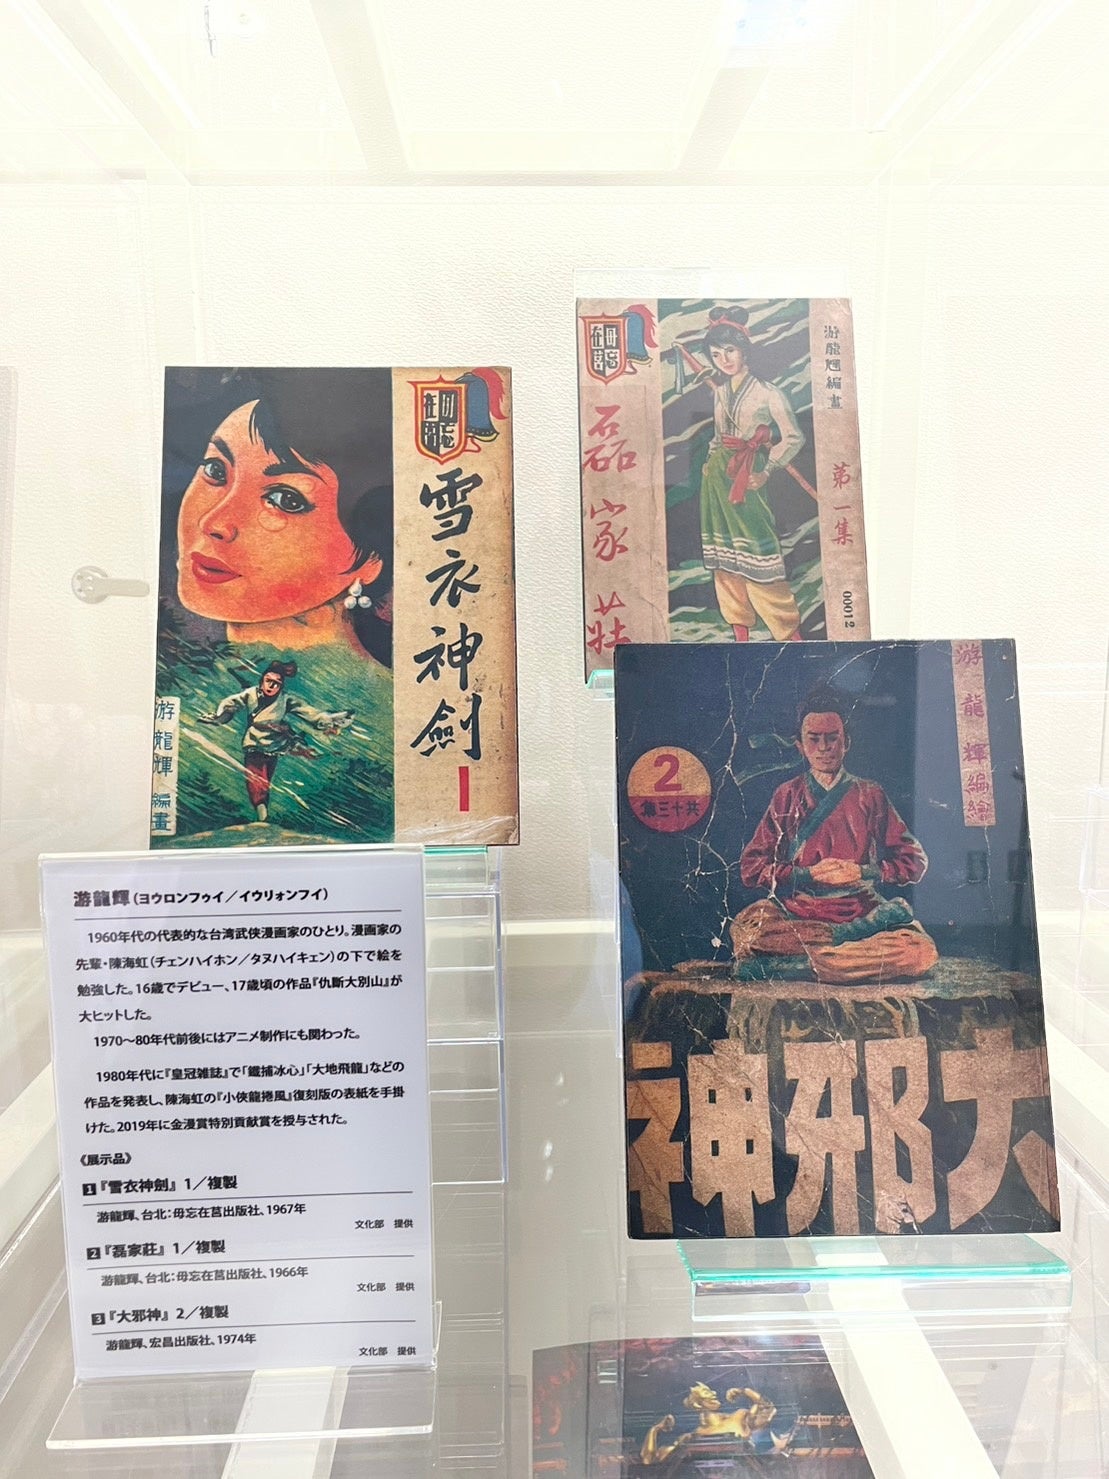 毋忘
在莒
雪衣神劍
1
游龍輝編畫
毋忘
在莒
磊家莊
游龍輝編畫
第一集
00012
游龍輝編繪
2
共十三集
大邪神
游龍輝(ヨウロンフゥイ/イウリォンフイ)
1960年代の代表的な台湾武侠漫画家のひとり。漫画家の
先輩・陳海虹(チェンハイホン/タヌハイキェン)の下で絵を
勉強した。16歳でデビュー、17歳頃の作品『仇斷大別山』が
大ヒットした。
1970〜80年代前後にはアニメ制作にも関わった。
1980年代に『皇冠雑誌』で「鐵捕冰心」「大地飛龍」などの
作品を発表し、陳海虹の『小俠龍捲風』復刻版の表紙を手掛
けた。2019年に金漫賞特別貢献賞を授与された。
《展示品》
1『雪衣神劍』 1/複製
游龍輝、台北:毋忘在莒出版社、1967年
文化部 提供
2『磊家莊』 1/複製
游龍輝、台北:毋忘在莒出版社、1966年
文化部 提供
3『大邪神』 2/複製
游龍輝、宏昌出版社、1974年
文化部 提供